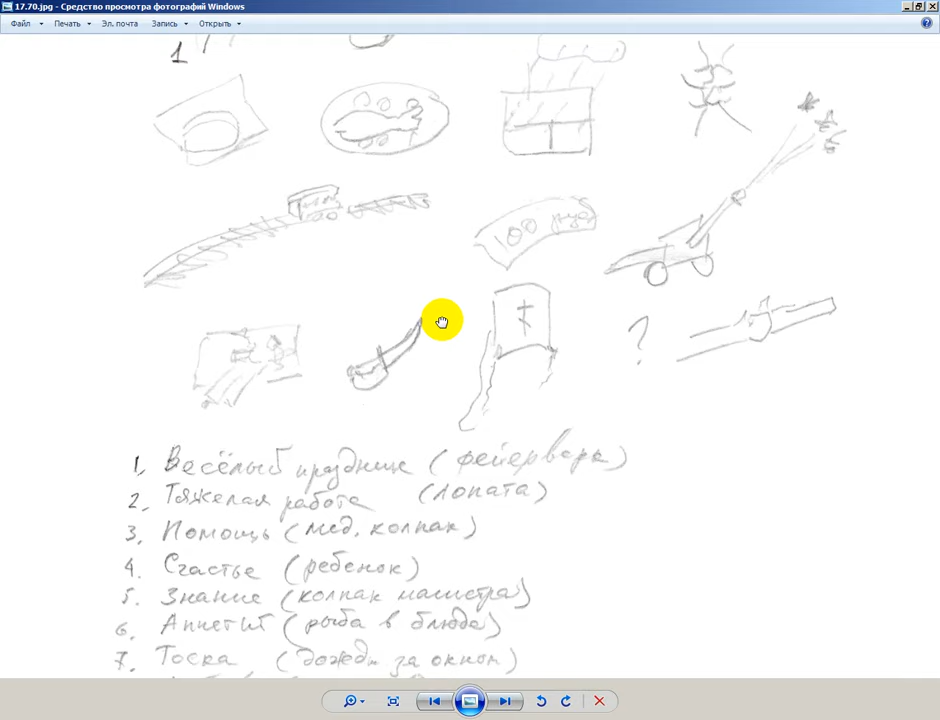 17.70.jpg - Средство просмотра фотографий Windows
Файл Печать Эл. почта Запись Открыть
1
100 руб
?
1. Весёлый праздник (фейерверк)
2. Тяжелая работа (лопата)
3. Помощь (мед. колпак)
4. Счастье (ребенок)
5. Знание (колпак магистра)
6. Аппетит (рыба в блюде)
7. Тоска (дождь за окном)